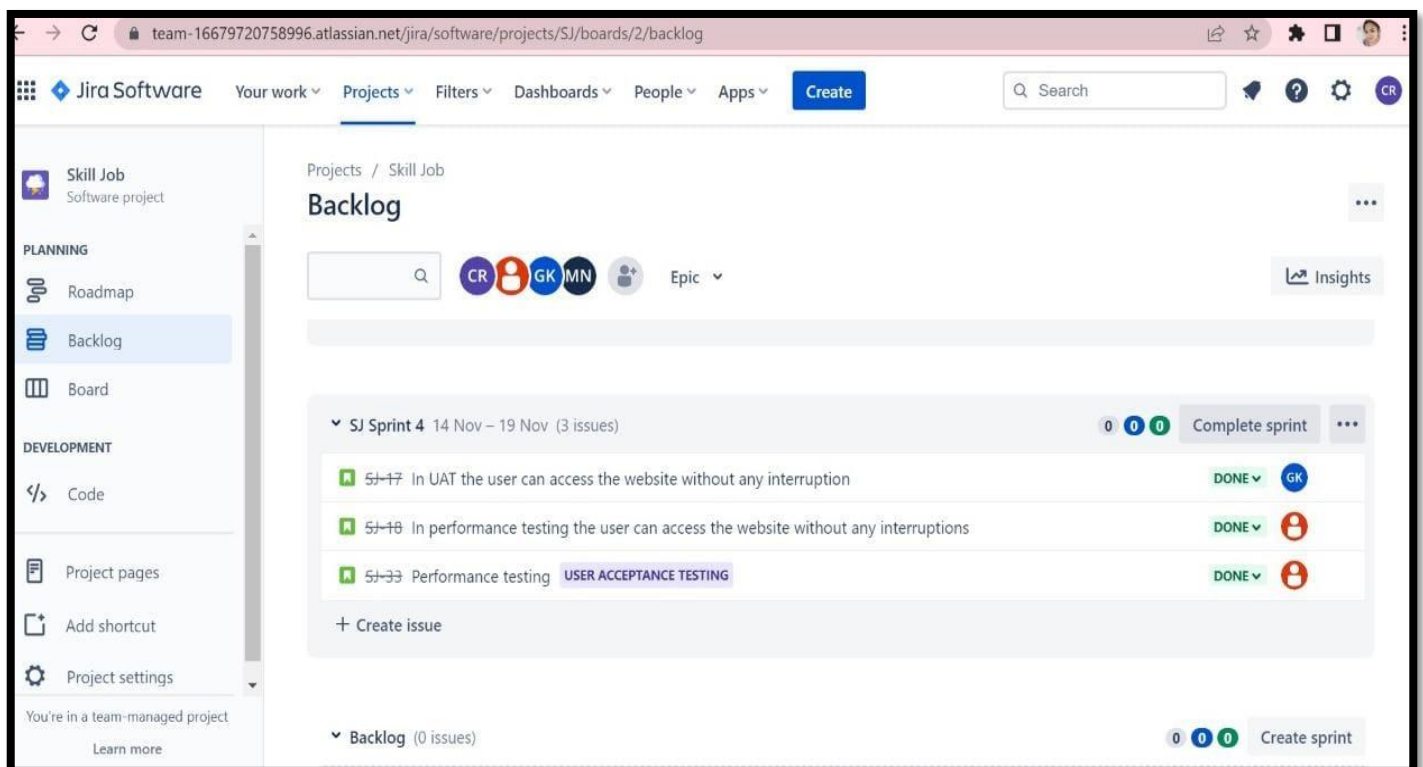 team-16679720758996.atlassian.net/jira/software/projects/SJ/boards/2/backlog
Jira Software Your work Projects Filters Dashboards People Apps Create Search CR
Skill Job
Software project
PLANNING
Roadmap
Backlog
Board
DEVELOPMENT
Code
Project pages
Add shortcut
Project settings
You're in a team-managed project
Learn more
Projects / Skill Job
Backlog
CR GK MN Epic Insights
SJ Sprint 4 14 Nov – 19 Nov (3 issues) 0 0 0 Complete sprint
SJ-17 In UAT the user can access the website without any interruption DONE GK
SJ-18 In performance testing the user can access the website without any interruptions DONE
SJ-33 Performance testing USER ACCEPTANCE TESTING DONE
+ Create issue
Backlog (0 issues) 0 0 0 Create sprint